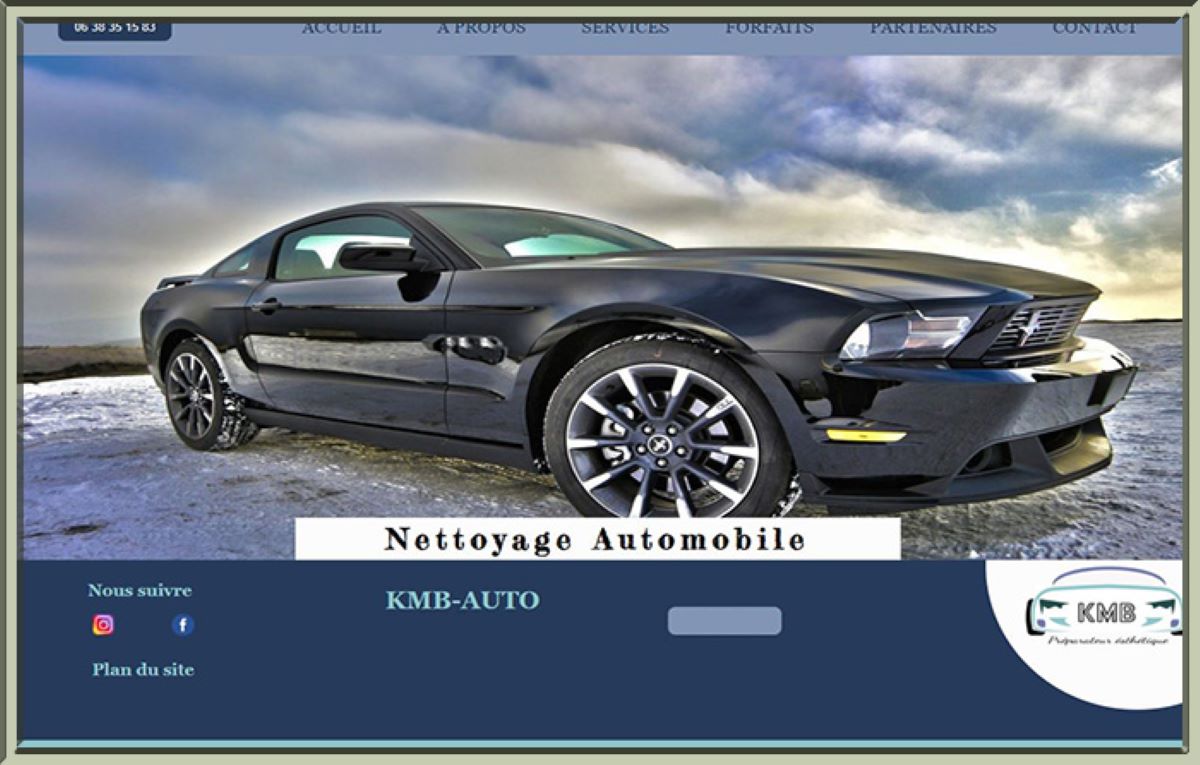 06 38 35 15 83
ACCUEIL A PROPOS SERVICES FORFAITS PARTENAIRES CONTACT
Nettoyage Automobile
Nous suivre
KMB-AUTO
KMB
Préparateur esthétique
Plan du site